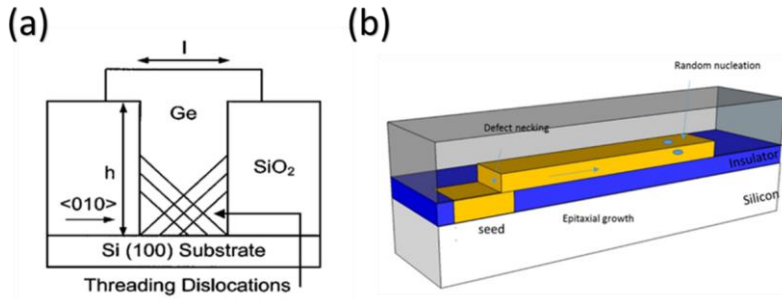 (a)
l
Ge
h
SiO₂
<010>
Si (100) Substrate
Threading Dislocations
(b)
Random nucleation
Defect necking
Insulator
Silicon
seed
Epitaxial growth